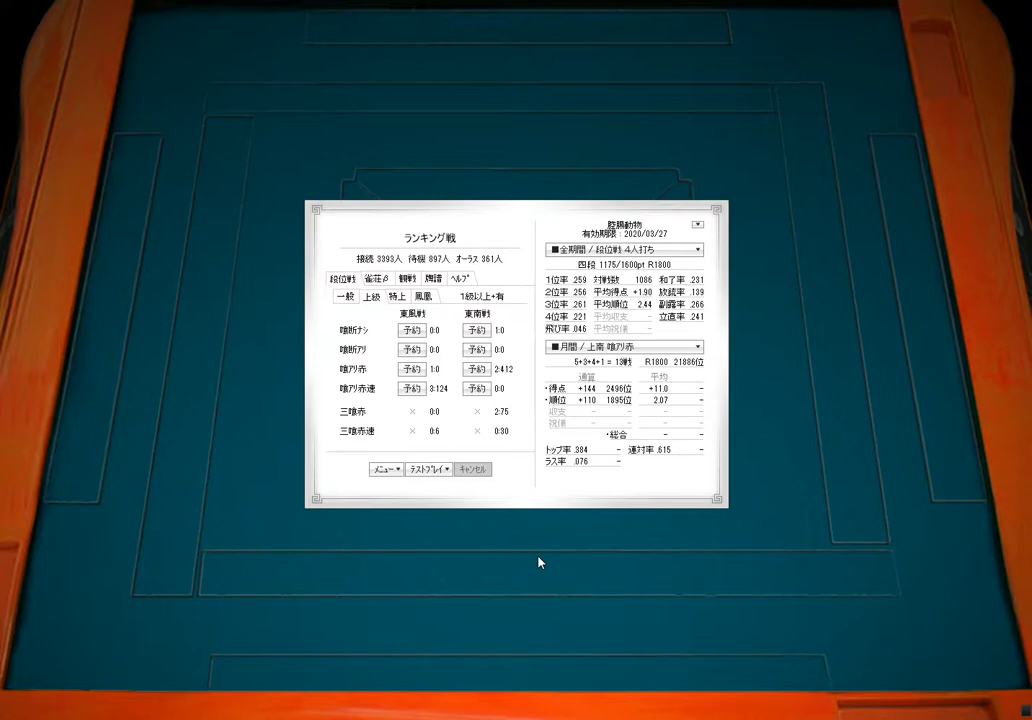 ランキング戦
接続 3393人 待機 897人 オーラス 361人
段位戦 雀荘β 観戦 牌譜 ヘルプ
一般 上級 特上 鳳凰 1級以上+有
東風戦 東南戦
喰断ナシ 予約 0:0 予約 1:0
喰断アリ 予約 0:0 予約 0:0
喰アリ赤 予約 1:0 予約 2:412
喰アリ赤速 予約 3:124 予約 0:0
三喰赤 × 0:0 × 2:75
三喰赤速 × 0:6 × 0:30
メニュー▼ テストプレイ▼ キャンセル
腔腸動物
有効期限 : 2020/03/27
■全期間 / 段位戦 4人打ち
四段 1175/1600pt R1800
1位率 .259 対戦数 1086 和了率 .231
2位率 .256 平均得点 +1.90 放銃率 .139
3位率 .261 平均順位 2.44 副露率 .266
4位率 .221 平均収支 - 立直率 .241
飛び率 .046 平均祝儀 -
■月間 / 上南 喰アリ赤
5+3+4+1 = 13戦 R1800 21886位
通算 平均
・得点 +144 2496位 +11.0 -
・順位 +110 1895位 2.07 -
収支 - - - -
祝儀 - - - -
・総合 - -
トップ率 .384 - 連対率 .615 -
ラス率 .076 -